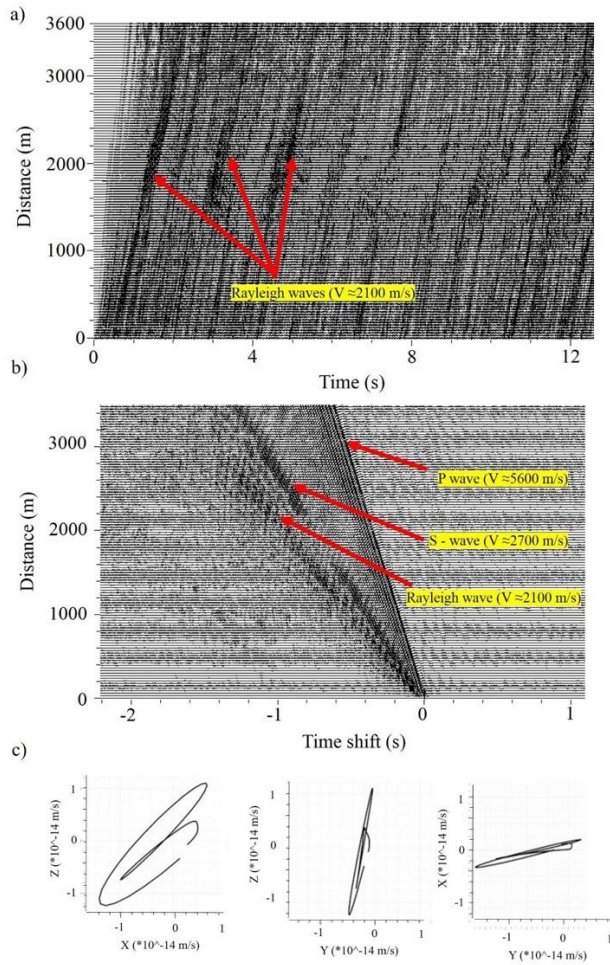 a)
3600
3000
2000
1000
0
Distance (m)
Rayleigh waves (V ≈2100 m/s)
0 4 8 12
Time (s)
b)
3000
2000
1000
0
Distance (m)
P wave (V ≈5600 m/s)
S - wave (V ≈2700 m/s)
Rayleigh wave (V ≈2100 m/s)
-2 -1 0 1
Time shift (s)
c)
1
0
-1
Z (*10^-14 m/s)
-1 0 1
X (*10^-14 m/s)
1
0
-1
Z (*10^-14 m/s)
-1 0 1
Y (*10^-14 m/s)
1
0
-1
X (*10^-14 m/s)
-1 0 1
Y (*10^-14 m/s)